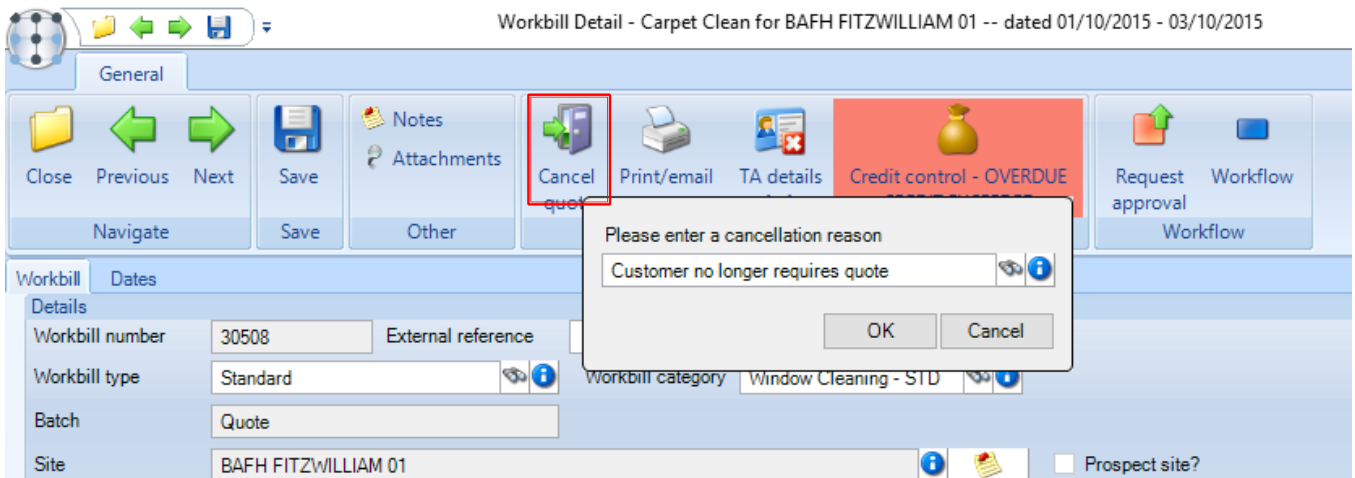 Workbill Detail - Carpet Clean for BAFH FITZWILLIAM 01 -- dated 01/10/2015 - 03/10/2015
General
Close
Previous
Next
Navigate
Save
Save
Notes
Attachments
Other
Cancel
Print/email
TA details
Credit control - OVERDUE
Request approval
Workflow
Workflow
Please enter a cancellation reason
Customer no longer requires quote
OK
Cancel
Workbill
Dates
Details
Workbill number
30508
External reference
Workbill type
Standard
Workbill category
Window Cleaning - STD
Batch
Quote
Site
BAFH FITZWILLIAM 01
Prospect site?